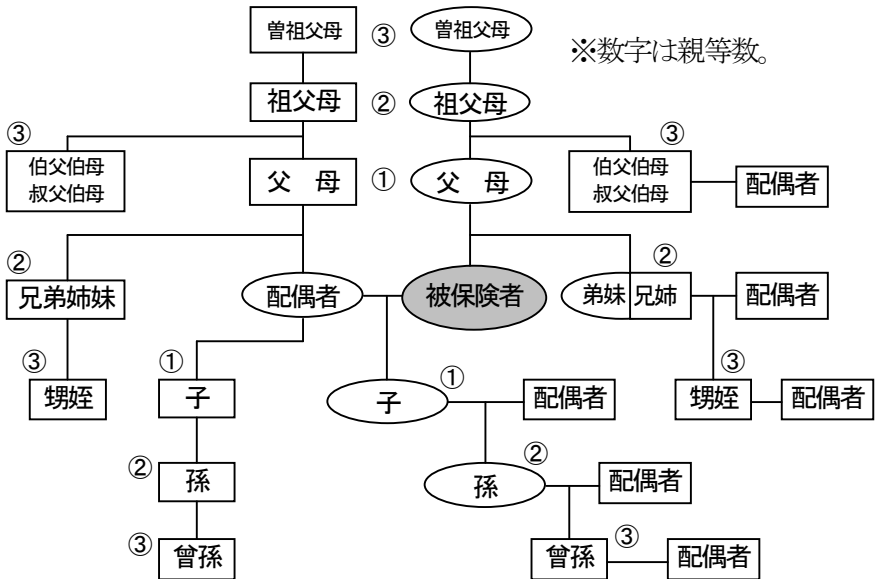 曽祖父母
③
曽祖父母
※数字は親等数。
祖父母
②
祖父母
③
伯父伯母
叔父伯母
父 母
①
父 母
③
伯父伯母
叔父伯母
配偶者
②
兄弟姉妹
配偶者
被保険者
②
弟妹
兄姉
配偶者
③
甥姪
①
子
①
子
配偶者
③
甥姪
配偶者
②
孫
②
孫
配偶者
③
曾孫
曾孫
③
配偶者